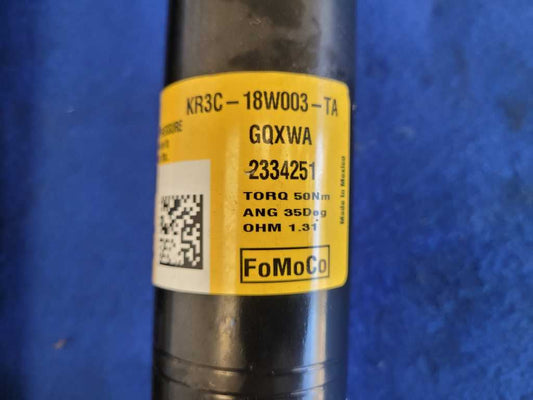 KR3C-18W003-TA
GQXWA
2334251
TORQ 50Nm
ANG 35Deg
OHM 1.31
FoMoCo
Made in Mexico